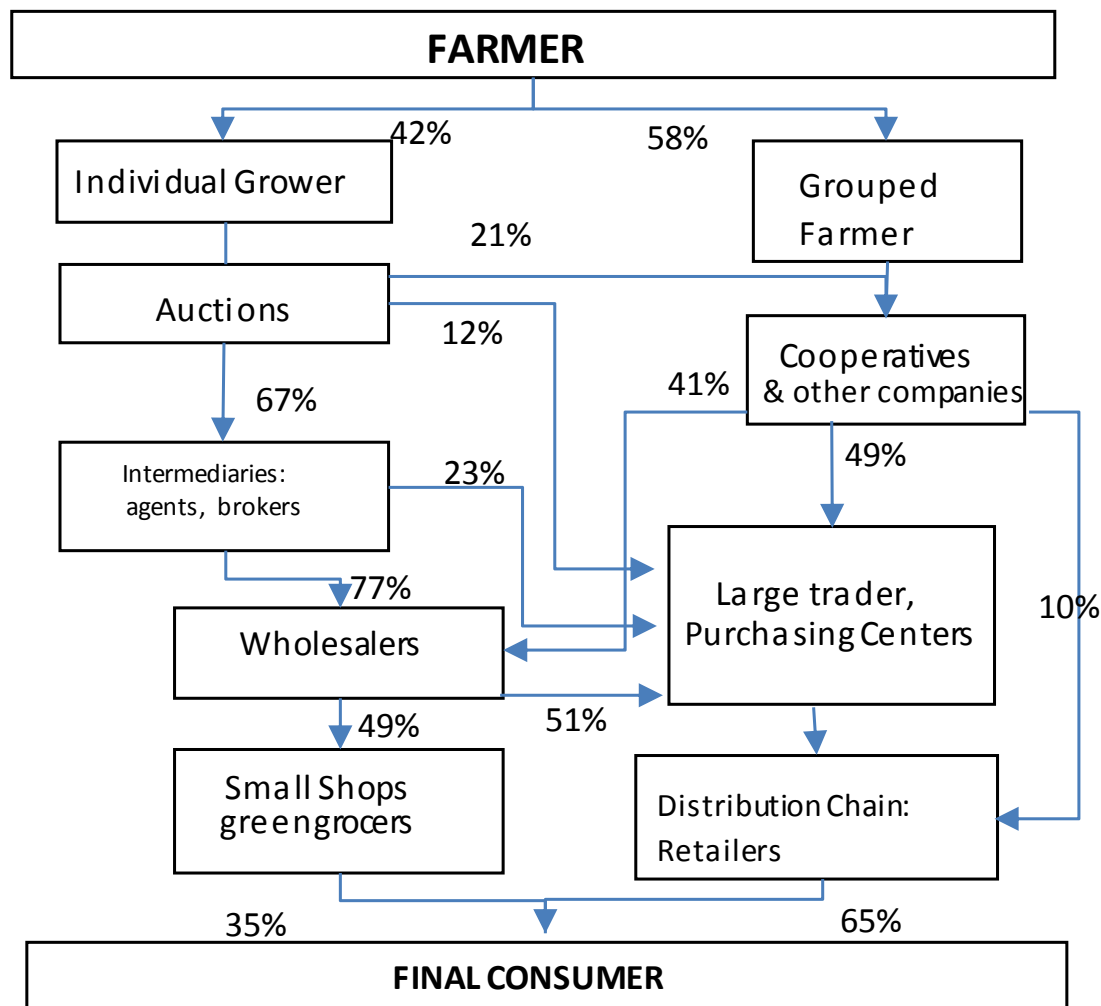 FARMER
42%
58%
Individual Grower
Grouped
Farmer
21%
Auctions
12%
Cooperatives
& other companies
67%
41%
49%
Intermediaries:
agents, brokers
23%
77%
Large trader,
Purchasing Centers
10%
Wholesalers
49%
51%
Small Shops
greengrocers
Distribution Chain:
Retailers
35%
65%
FINAL CONSUMER